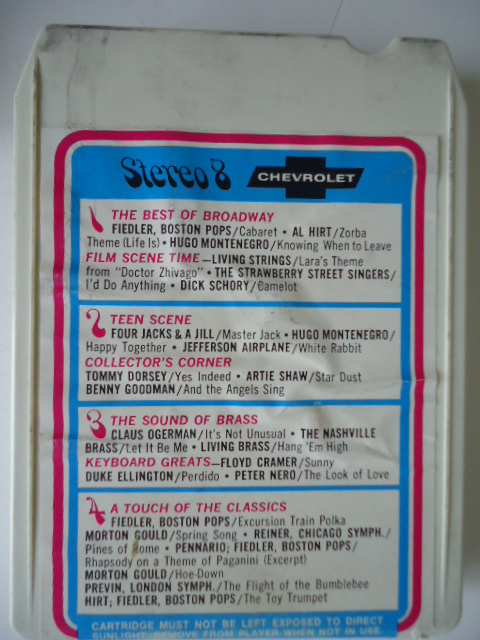 Stereo 8 CHEVROLET
1 THE BEST OF BROADWAY
FIEDLER, BOSTON POPS/Cabaret • AL HIRT/Zorba
Theme (Life Is) • HUGO MONTENEGRO/Knowing When to Leave
FILM SCENE TIME—LIVING STRINGS/Lara's Theme
from "Doctor Zhivago" • THE STRAWBERRY STREET SINGERS/
I'd Do Anything • DICK SCHORY/Camelot
2 TEEN SCENE
FOUR JACKS & A JILL/Master Jack • HUGO MONTENEGRO/
Happy Together • JEFFERSON AIRPLANE/White Rabbit
COLLECTOR'S CORNER
TOMMY DORSEY/Yes Indeed • ARTIE SHAW/Star Dust
BENNY GOODMAN/And the Angels Sing
3 THE SOUND OF BRASS
CLAUS OGERMAN/It's Not Unusual • THE NASHVILLE
BRASS/Let It Be Me • LIVING BRASS/Hang 'Em High
KEYBOARD GREATS—FLOYD CRAMER/Sunny
DUKE ELLINGTON/Perdido • PETER NERO/The Look of Love
4 A TOUCH OF THE CLASSICS
FIEDLER, BOSTON POPS/Excursion Train Polka
MORTON GOULD/Spring Song • REINER, CHICAGO SYMPH./
Pines of Rome • PENNARIO; FIEDLER, BOSTON POPS/
Rhapsody on a Theme of Paganini (Excerpt)
MORTON GOULD/Hoe-Down
PREVIN, LONDON SYMPH./The Flight of the Bumblebee
HIRT; FIEDLER, BOSTON POPS/The Toy Trumpet
CARTRIDGE MUST NOT BE LEFT EXPOSED TO DIRECT
SUNLIGHT. REMOVE FROM PLAYER WHEN NOT IN USE.